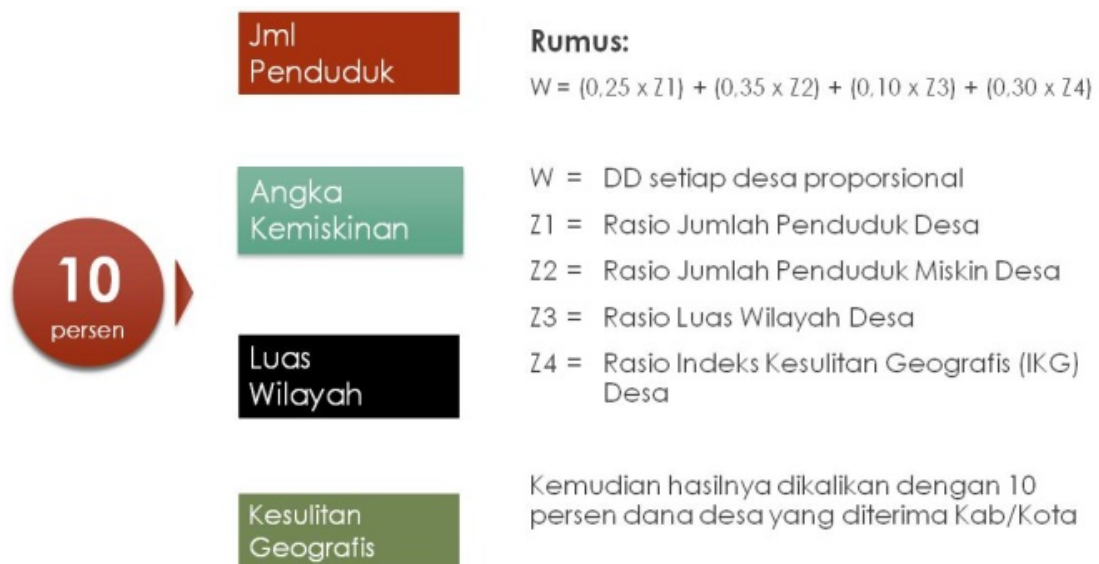 10
persen
Jml
Penduduk
Angka
Kemiskinan
Luas
Wilayah
Kesulitan
Geografis
Rumus:
W = (0,25 x Z1) + (0,35 x Z2) + (0,10 x Z3) + (0,30 x Z4)
W = DD setiap desa proporsional
Z1 = Rasio Jumlah Penduduk Desa
Z2 = Rasio Jumlah Penduduk Miskin Desa
Z3 = Rasio Luas Wilayah Desa
Z4 = Rasio Indeks Kesulitan Geografis (IKG)
Desa
Kemudian hasilnya dikalikan dengan 10
persen dana desa yang diterima Kab/Kota